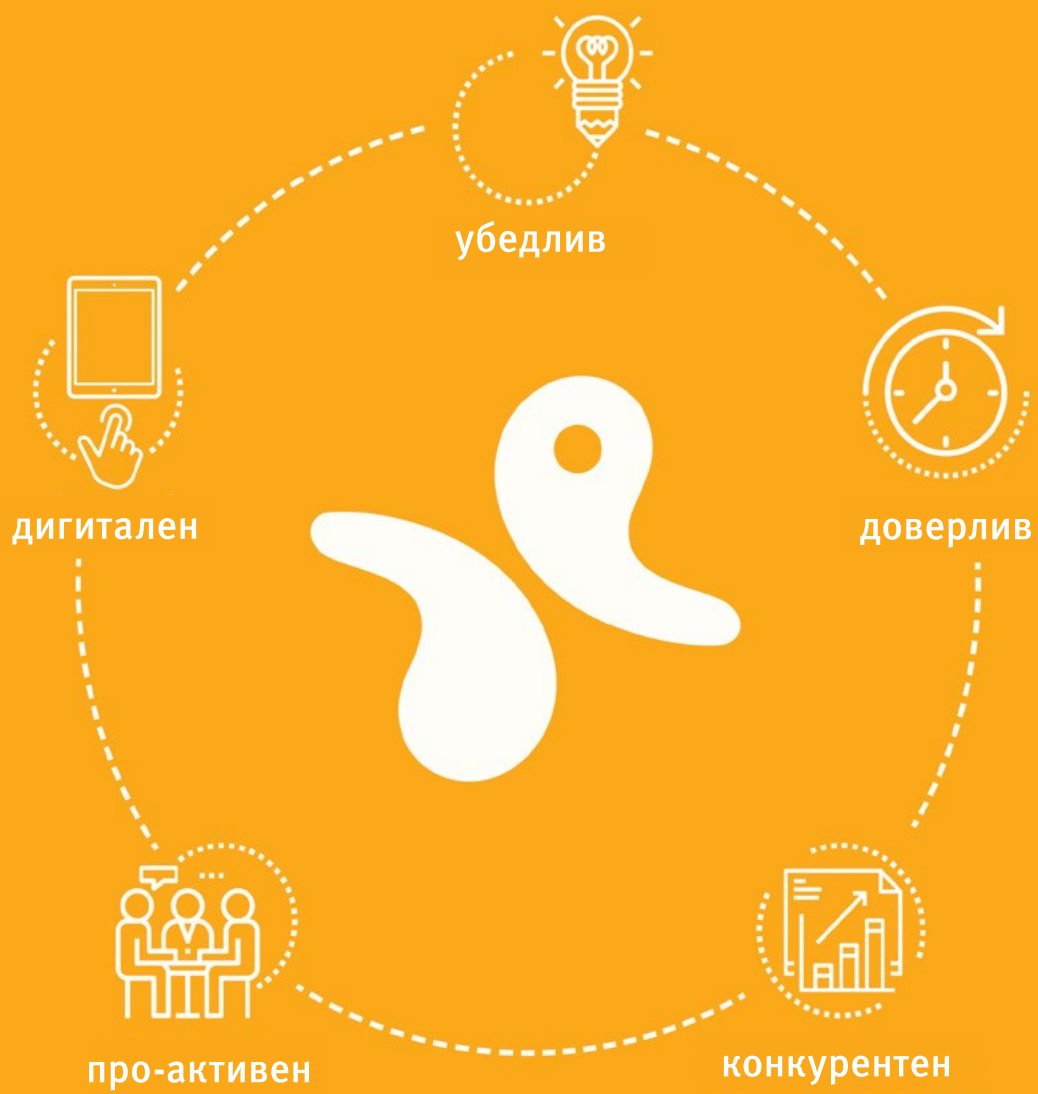 убедлив
дигитален
доверлив
про-активен
конкурентен